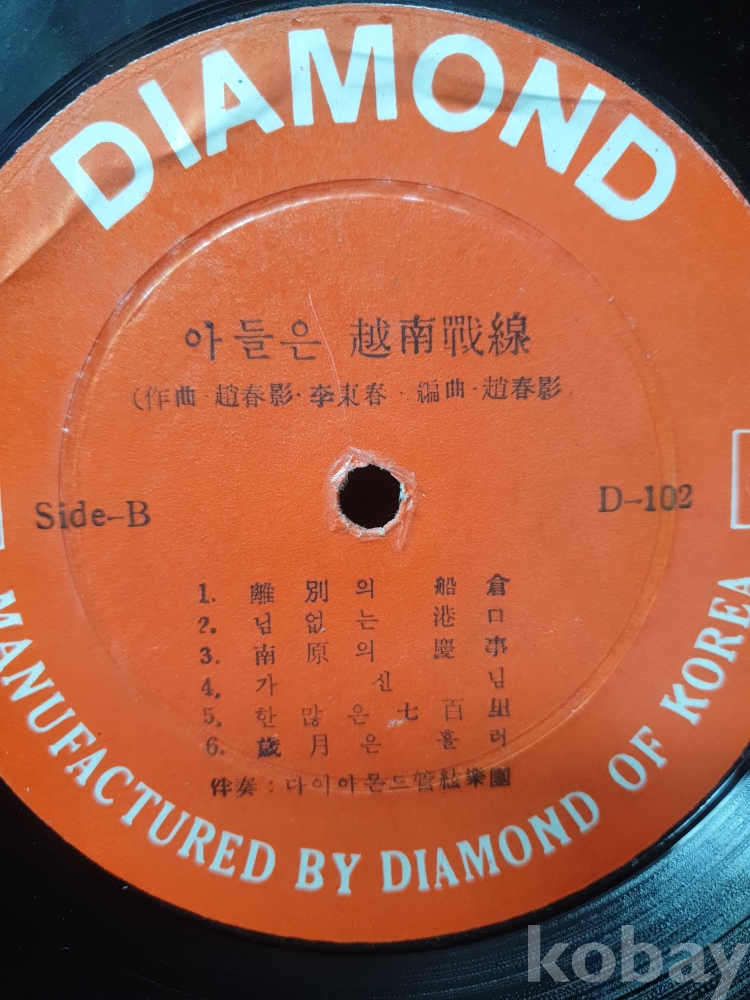 DIAMOND
아들은 越南戰線
(作曲·趙春影·李東春·編曲·趙春影
Side-B
D-102
1. 離別의 船倉
2. 님없는 港口
3. 南原의 慶事
4. 가신님
5. 한많은 七百里
6. 歲月은 흘러
伴奏:다이아몬드管絃樂團
MANUFACTURED BY DIAMOND OF KOREA
kobay